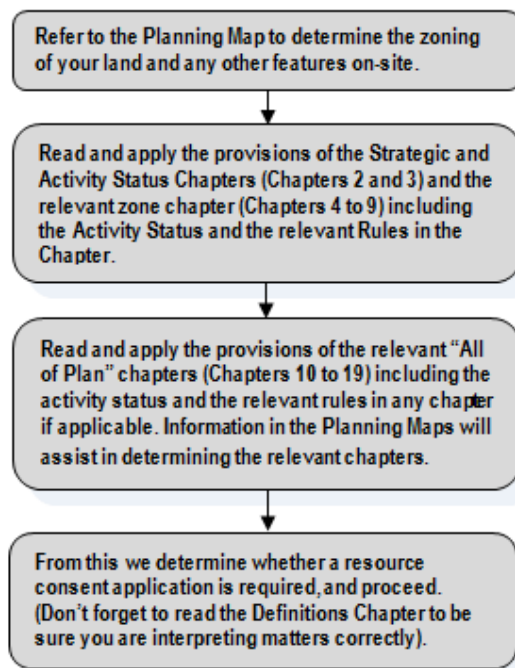 Refer to the Planning Map to determine the zoning
of your land and any other features on-site.
Read and apply the provisions of the Strategic and
Activity Status Chapters (Chapters 2 and 3) and the
relevant zone chapter (Chapters 4 to 9) including
the Activity Status and the relevant Rules in the
Chapter.
Read and apply the provisions of the relevant “All
of Plan” chapters (Chapters 10 to 19) including the
activity status and the relevant rules in any chapter
if applicable. Information in the Planning Maps will
assist in determining the relevant chapters.
From this we determine whether a resource
consent application is required, and proceed.
(Don’t forget to read the Definitions Chapter to be
sure you are interpreting matters correctly).